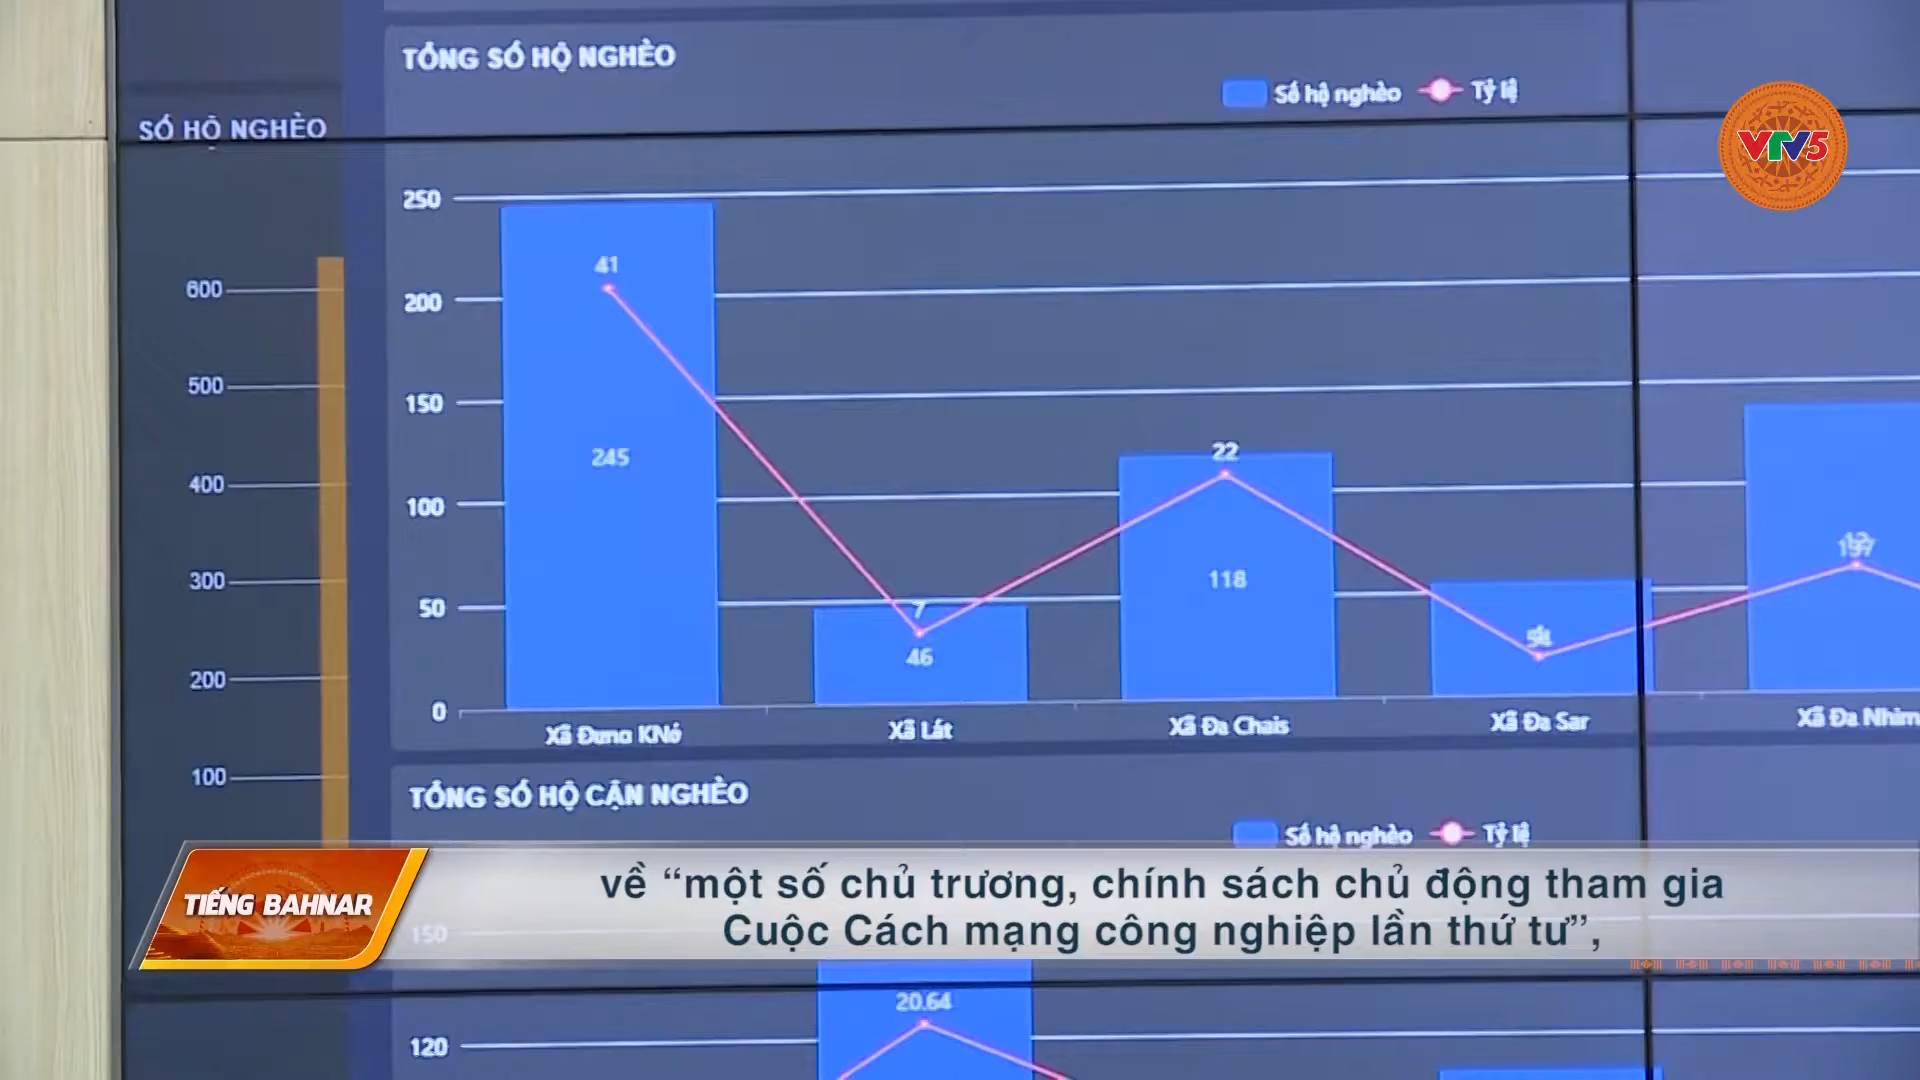 TỔNG SỐ HỘ NGHÈO
Số hộ nghèo
Tỷ lệ
VTV5
SỐ HỘ NGHÈO
600
500
400
300
200
100
250
200
150
100
50
0
41
245
7
46
22
118
Xã Đưng KNớ
Xã Lát
Xã Đa Chais
Xã Đa Sar
Xã Đa Nhim
TỔNG SỐ HỘ CẬN NGHÈO
Số hộ nghèo
Tỷ lệ
TIẾNG BAHNAR
về “một số chủ trương, chính sách chủ động tham gia
Cuộc Cách mạng công nghiệp lần thứ tư”,
150
20.64
120